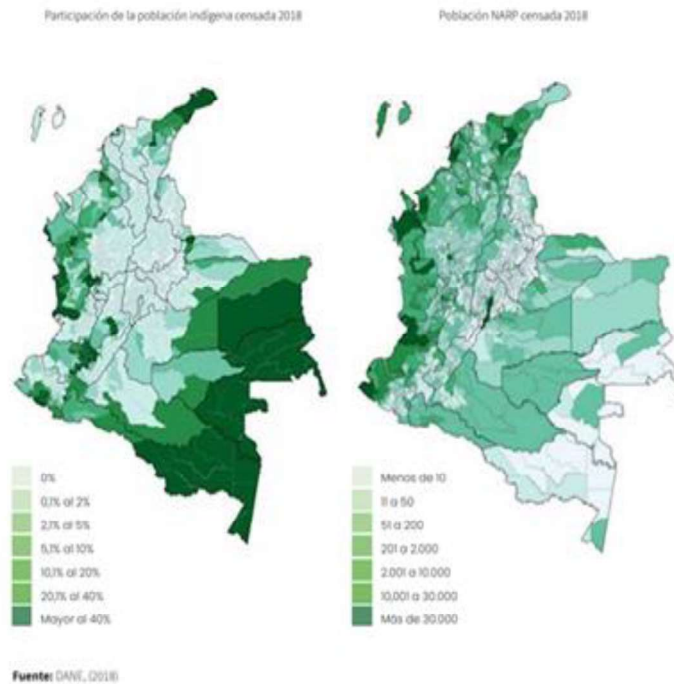 Participación de la población indígena censada 2018
Población NARP censada 2018
0%
0,1% al 2%
2,1% al 5%
5,1% al 10%
10,1% al 20%
20,1% al 40%
Mayor al 40%
Menos de 10
11 a 50
51 a 200
201 a 2.000
2.001 a 10.000
10,001 a 30.000
Más de 30.000
Fuente: DANE, (2018)